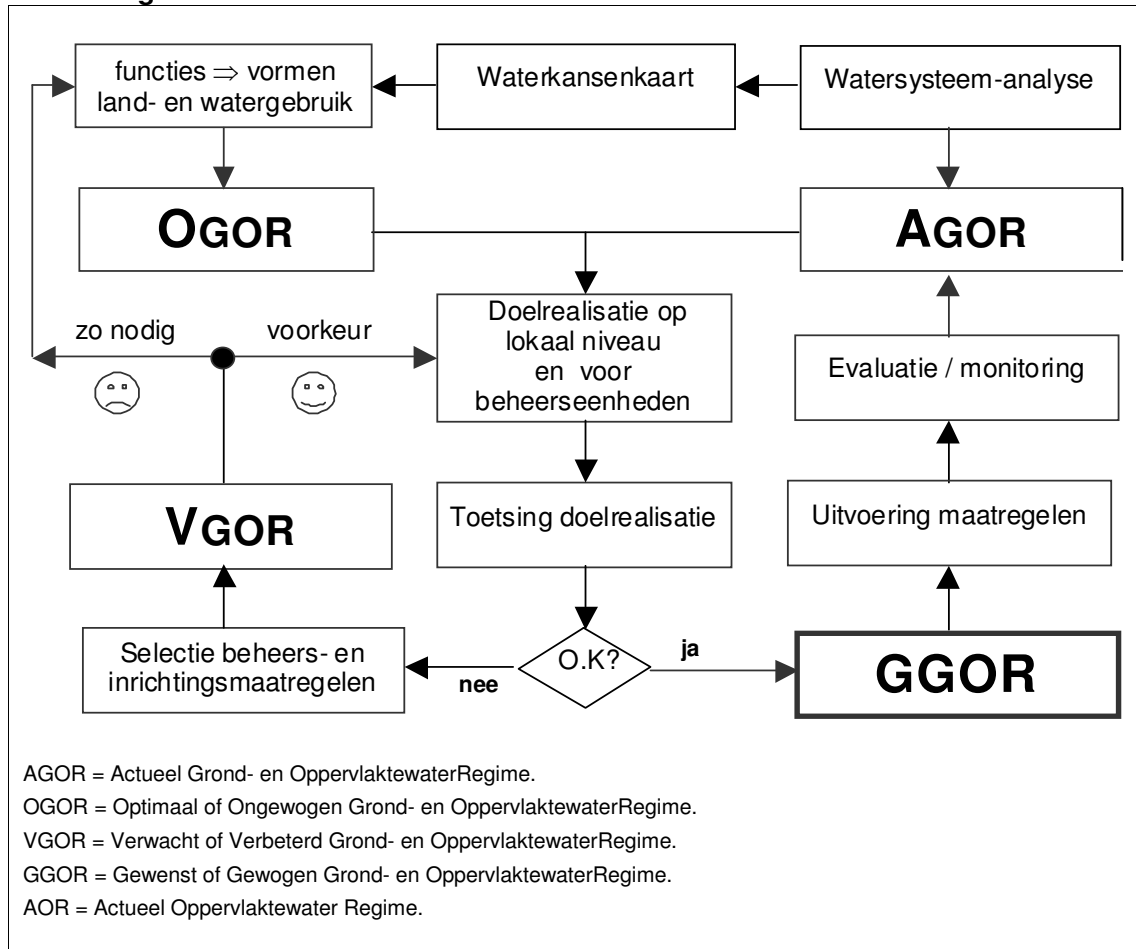 functies ⇒ vormen
land- en watergebruik
Waterkansenkaart
Watersysteem-analyse
OGOR
AGOR
zo nodig
voorkeur
Doelrealisatie op
lokaal niveau
en voor
beheerseenheden
Evaluatie / monitoring
VGOR
Toetsing doelrealisatie
Uitvoering maatregelen
Selectie beheers- en
inrichtingsmaatregelen
nee
O.K?
ja
GGOR
AGOR = Actueel Grond- en OppervlaktewaterRegime.
OGOR = Optimaal of Ongewogen Grond- en OppervlaktewaterRegime.
VGOR = Verwacht of Verbeterd Grond- en OppervlaktewaterRegime.
GGOR = Gewenst of Gewogen Grond- en OppervlaktewaterRegime.
AOR = Actueel Oppervlaktewater Regime.